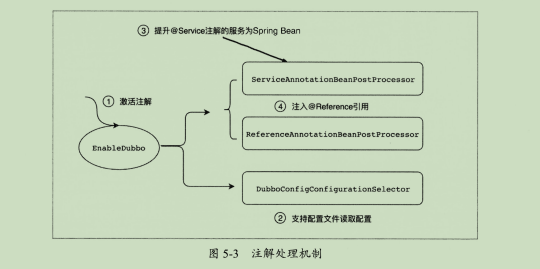 ③ 提升@Service注解的服务为Spring Bean
ServiceAnnotationBeanPostProcessor
① 激活注解
④ 注入@Reference引用
EnableDubbo
ReferenceAnnotationBeanPostProcessor
DubboConfigConfigurationSelector
② 支持配置文件读取配置
图 5-3 注解处理机制